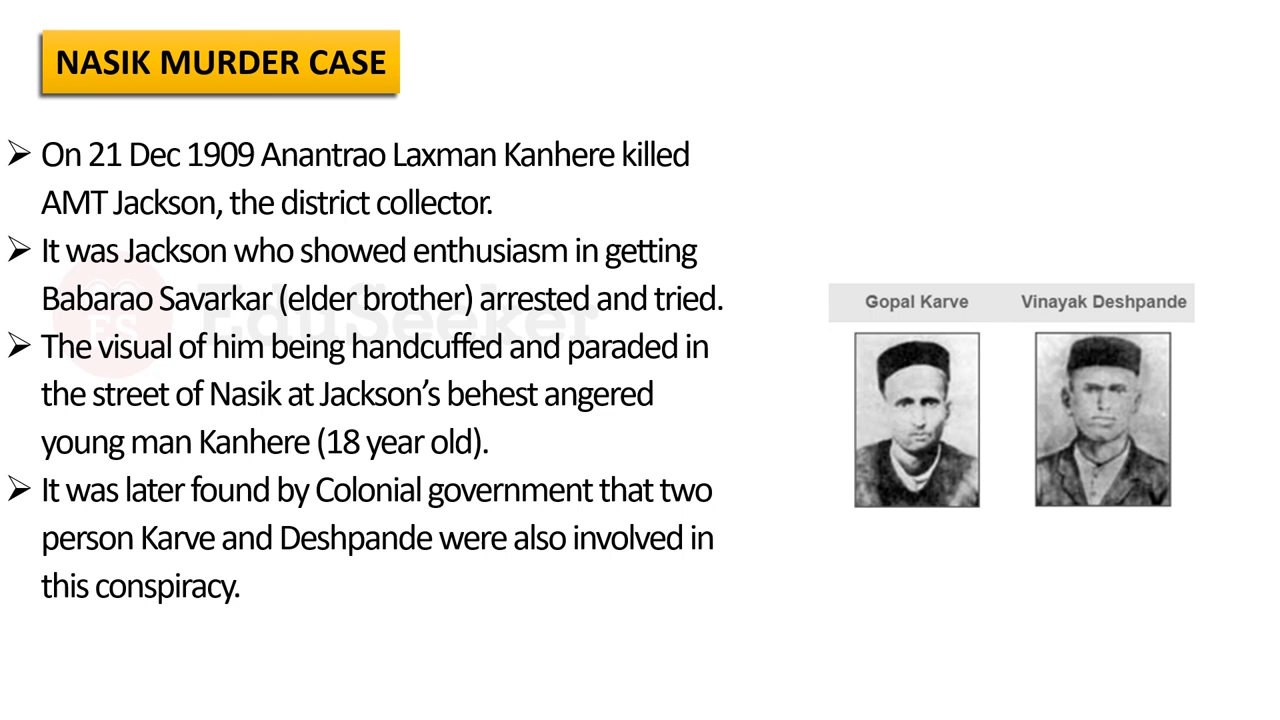 NASIK MURDER CASE
➢ On 21 Dec 1909 Anantrao Laxman Kanhere killed
AMT Jackson, the district collector.
➢ It was Jackson who showed enthusiasm in getting
Babarao Savarkar (elder brother) arrested and tried.
➢ The visual of him being handcuffed and paraded in
the street of Nasik at Jackson’s behest angered
young man Kanhere (18 year old).
➢ It was later found by Colonial government that two
person Karve and Deshpande were also involved in
this conspiracy.
ES EduSeeker
Gopal Karve Vinayak Deshpande